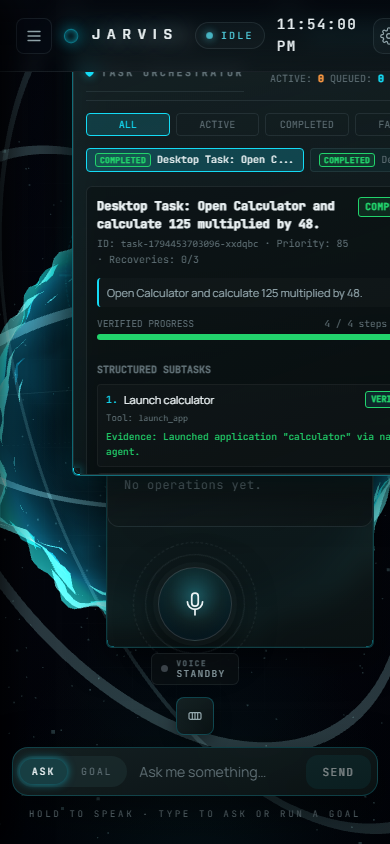 JARVIS
IDLE
11:54:00
PM
TASK ORCHESTRATOR
ACTIVE: 0 QUEUED: 0
ALL
ACTIVE
COMPLETED
COMPLETED Desktop Task: Open C...
COMPLETED
Desktop Task: Open Calculator and
calculate 125 multiplied by 48.
ID: task-1794453703096-xxdqbc · Priority: 85
· Recoveries: 0/3
Open Calculator and calculate 125 multiplied by 48.
VERIFIED PROGRESS
4 / 4 steps
STRUCTURED SUBTASKS
1. Launch calculator
Tool: launch_app
Evidence: Launched application "calculator" via
agent.
No operations yet.
VOICE
STANDBY
ASK
GOAL
Ask me something...
SEND
HOLD TO SPEAK · TYPE TO ASK OR RUN A GOAL